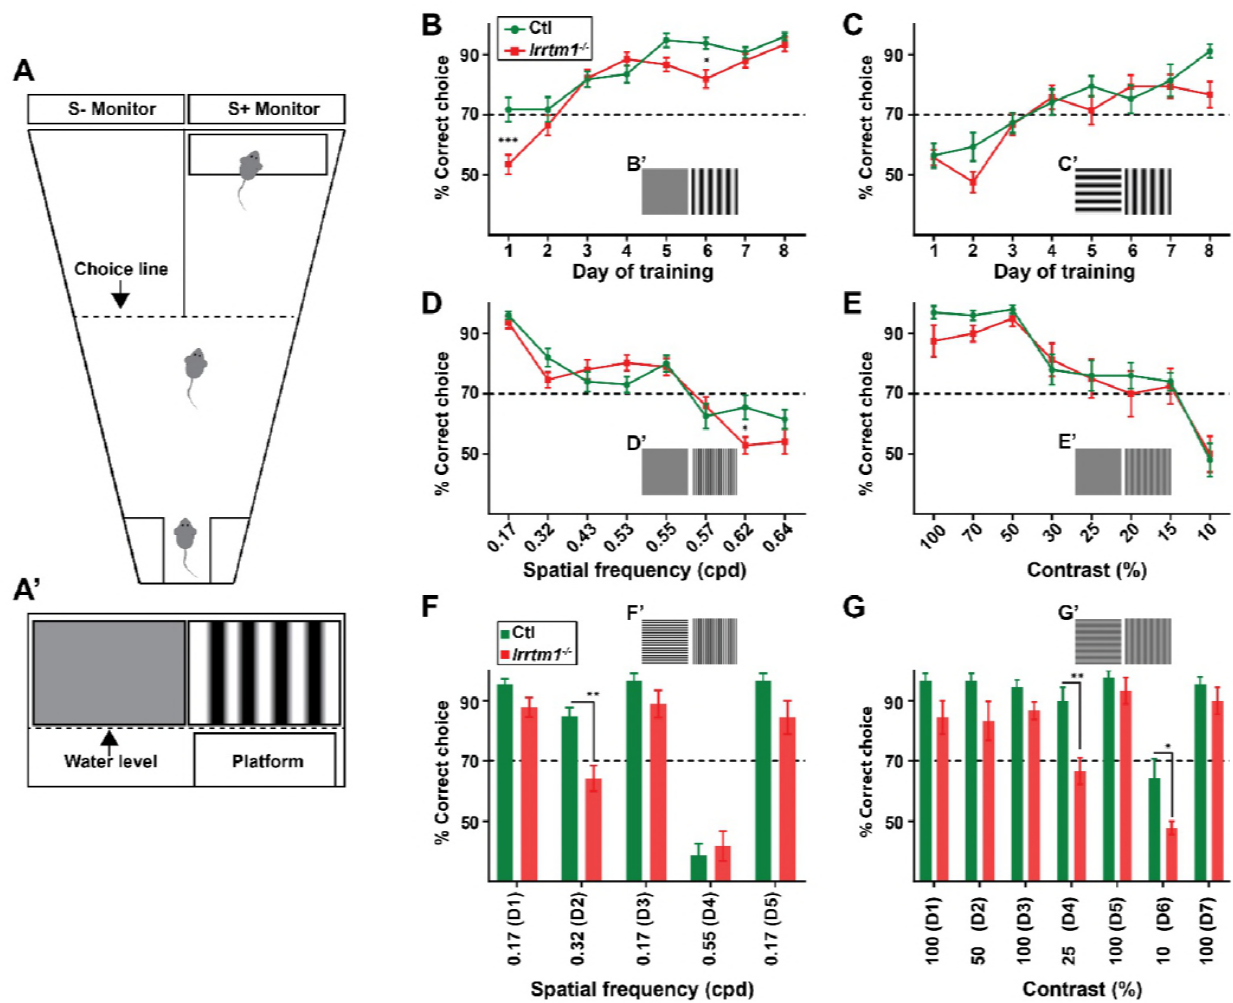 A
S- Monitor
S+ Monitor
Choice line
A'
Water level
Platform
B
Ctl
lrrtm1-/-
% Correct choice
90
70
50
***
*
B'
1 2 3 4 5 6 7 8
Day of training
C
% Correct choice
90
70
50
C'
1 2 3 4 5 6 7 8
Day of training
D
% Correct choice
90
70
50
*
D'
0.17 0.32 0.43 0.53 0.55 0.57 0.62 0.64
Spatial frequency (cpd)
E
% Correct choice
90
70
50
E'
100 70 50 30 25 20 15 10
Contrast (%)
F
F'
Ctl
lrrtm1-/-
% Correct choice
90
70
50
**
0.17 (D1)
0.32 (D2)
0.17 (D3)
0.55 (D4)
0.17 (D5)
Spatial frequency (cpd)
G
G'
% Correct choice
90
70
50
**
*
100 (D1)
50 (D2)
100 (D3)
25 (D4)
100 (D5)
10 (D6)
100 (D7)
Contrast (%)